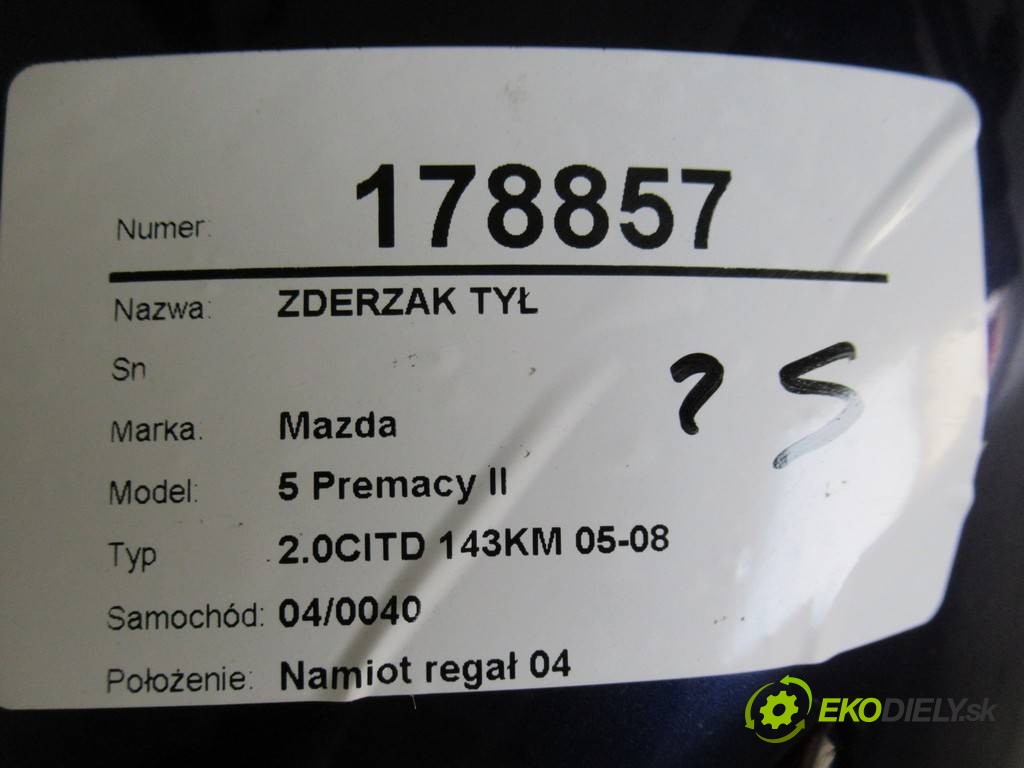 Numer: 178857
Nazwa: ZDERZAK TYŁ
Sn
Marka: Mazda
Model: 5 Premacy II
Typ 2.0CITD 143KM 05-08
Samochód: 04/0040
Położenie: Namiot regał 04
EKODIELY.sk